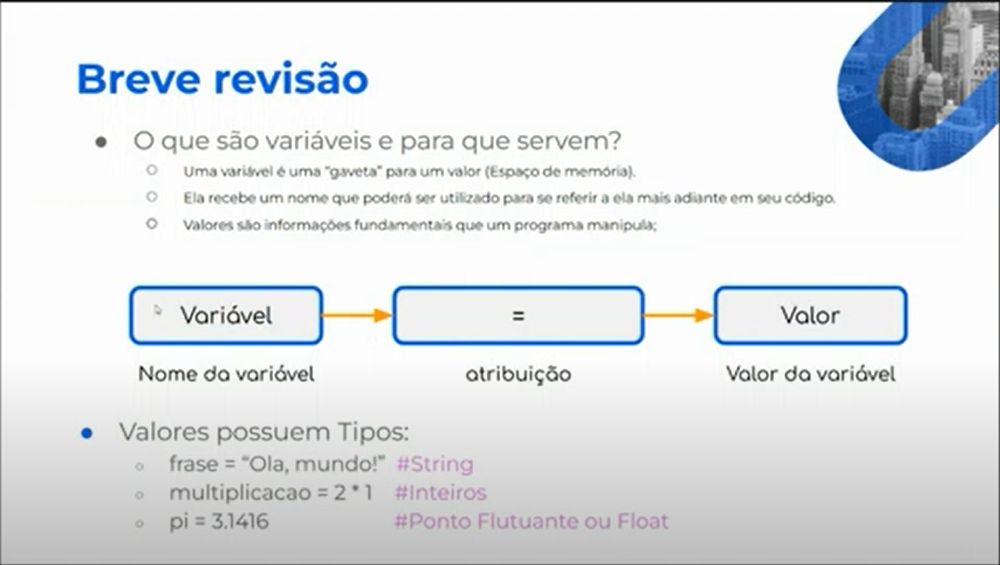 Breve revisão
O que são variáveis e para que servem?
Uma variável é uma "gaveta" para um valor (Espaço de memória).
Ela recebe um nome que poderá ser utilizado para se referir a ela mais adiante em seu código.
Valores são informações fundamentais que um programa manipula;
Variável
=
Valor
Nome da variável
atribuição
Valor da variável
Valores possuem Tipos:
frase = "Ola, mundo!" #String
multiplicacao = 2 * 1 #Inteiros
pi = 3.1416 #Ponto Flutuante ou Float